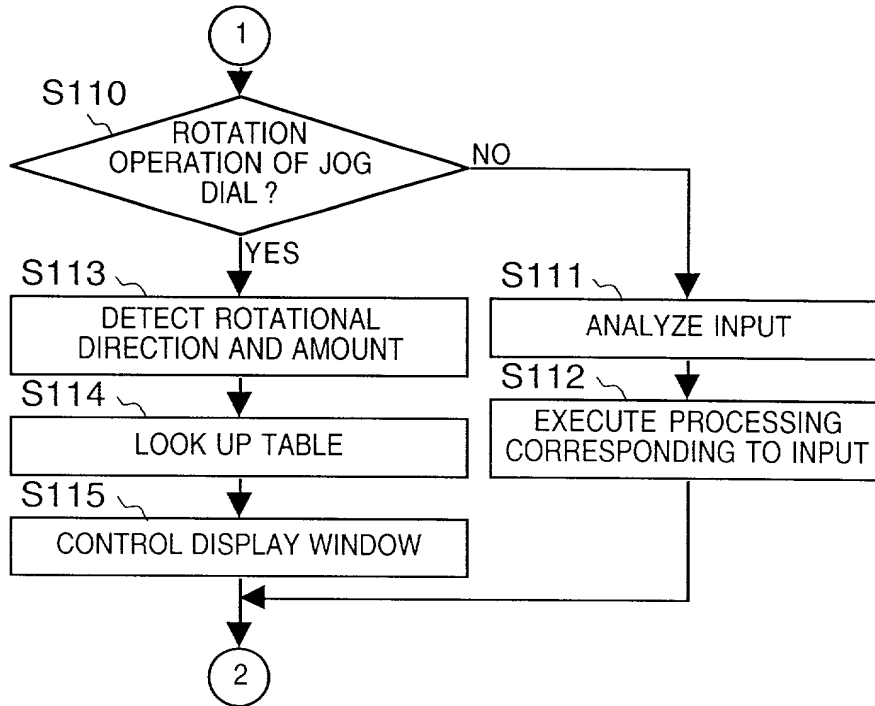 1
S110
ROTATION
OPERATION OF JOG
DIAL ?
NO
YES
S113
DETECT ROTATIONAL
DIRECTION AND AMOUNT
S114
LOOK UP TABLE
S115
CONTROL DISPLAY WINDOW
S111
ANALYZE INPUT
S112
EXECUTE PROCESSING
CORRESPONDING TO INPUT
2